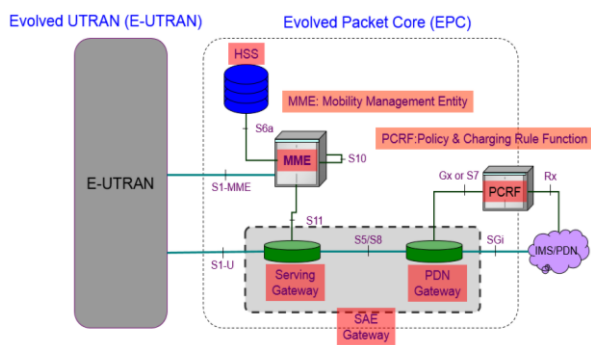 Evolved UTRAN (E-UTRAN)
Evolved Packet Core (EPC)
HSS
MME: Mobility Management Entity
S6a
PCRF:Policy & Charging Rule Function
MME
S10
E-UTRAN
S1-MME
Gx or S7
PCRF
Rx
S11
S5/S8
SGi
IMS/PDN
S1-U
Serving
Gateway
PDN
Gateway
SAE
Gateway